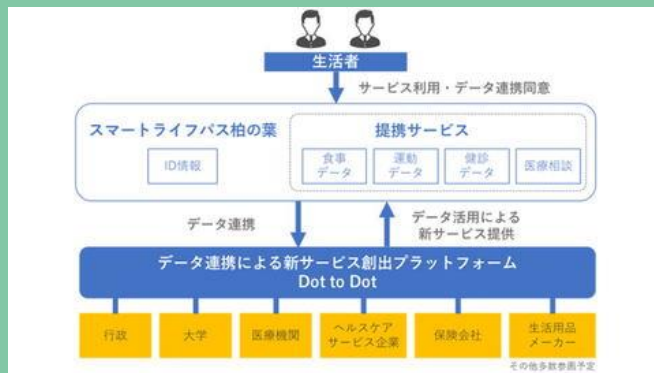 生活者
サービス利用・データ連携同意
スマートライフパス柏の葉
ID情報
提携サービス
食事
データ
運動
データ
健診
データ
医療相談
データ連携
データ活用による
新サービス提供
データ連携による新サービス創出プラットフォーム
Dot to Dot
行政
大学
医療機関
ヘルスケア
サービス企業
保険会社
生活用品
メーカー
その他多数参画予定